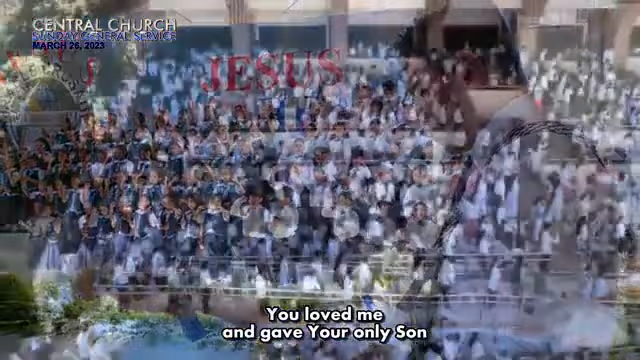 CENTRAL CHURCH
SUNDAY GENERAL SERVICE
MARCH 26, 2023
JESUS
You loved me
and gave Your only Son